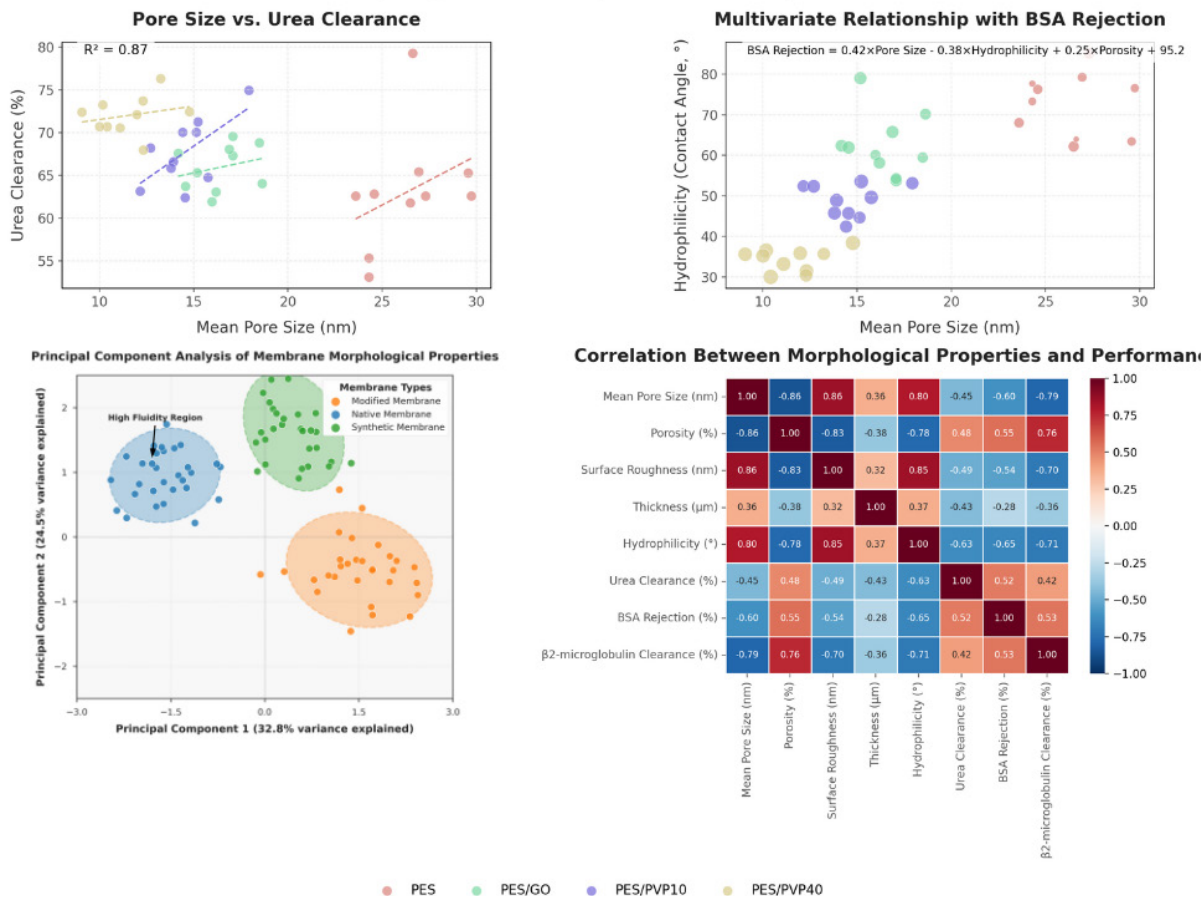 Pore Size vs. Urea Clearance
R² = 0.87
80
75
70
65
60
55
Urea Clearance (%)
10
15
20
25
30
Mean Pore Size (nm)
Multivariate Relationship with BSA Rejection
BSA Rejection = 0.42×Pore Size - 0.38×Hydrophilicity + 0.25×Porosity + 95.2
80
70
60
50
40
30
Hydrophilicity (Contact Angle, °)
10
15
20
25
30
Mean Pore Size (nm)
Principal Component Analysis of Membrane Morphological Properties
Membrane Types
Modified Membrane
Native Membrane
Synthetic Membrane
High Fluidity Region
2
1
0
−1
−2
Principal Component 2 (24.5% variance explained)
−3.0
−1.5
0.0
1.5
3.0
Principal Component 1 (32.8% variance explained)
Correlation Between Morphological Properties and Performan
Mean Pore Size (nm) 1.00 -0.86 0.86 0.36 0.80 -0.45 -0.60 -0.79
Porosity (%) -0.86 1.00 -0.83 -0.38 -0.78 0.48 0.55 0.76
Surface Roughness (nm) 0.86 -0.83 1.00 0.32 0.85 -0.49 -0.54 -0.70
Thickness (μm) 0.36 -0.38 0.32 1.00 0.37 -0.43 -0.28 -0.36
Hydrophilicity (°) 0.80 -0.78 0.85 0.37 1.00 -0.63 -0.65 -0.71
Urea Clearance (%) -0.45 0.48 -0.49 -0.43 -0.63 1.00 0.52 0.42
BSA Rejection (%) -0.60 0.55 -0.54 -0.28 -0.65 0.52 1.00 0.53
β2-microglobulin Clearance (%) -0.79 0.76 -0.70 -0.36 -0.71 0.42 0.53 1.00
Mean Pore Size (nm)
Porosity (%)
Surface Roughness (nm)
Thickness (μm)
Hydrophilicity (°)
Urea Clearance (%)
BSA Rejection (%)
β2-microglobulin Clearance (%)
1.00
0.75
0.50
0.25
0.00
−0.25
−0.50
−0.75
−1.00
PES
PES/GO
PES/PVP10
PES/PVP40